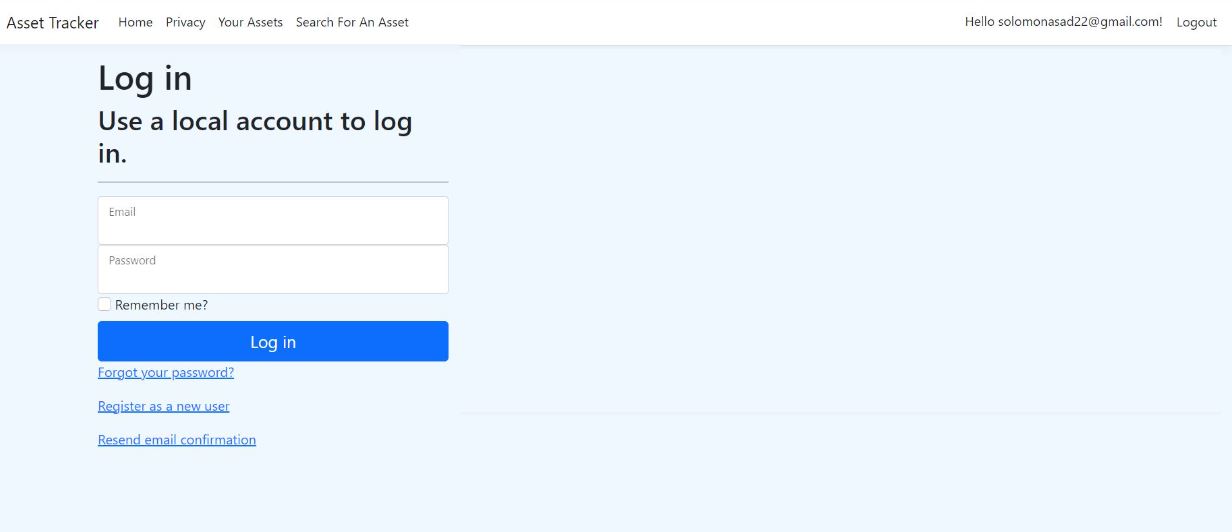 Asset Tracker Home Privacy Your Assets Search For An Asset Hello solomonasad22@gmail.com! Logout
Log in
Use a local account to log
in.
Email
Password
Remember me?
Log in
Forgot your password?
Register as a new user
Resend email confirmation